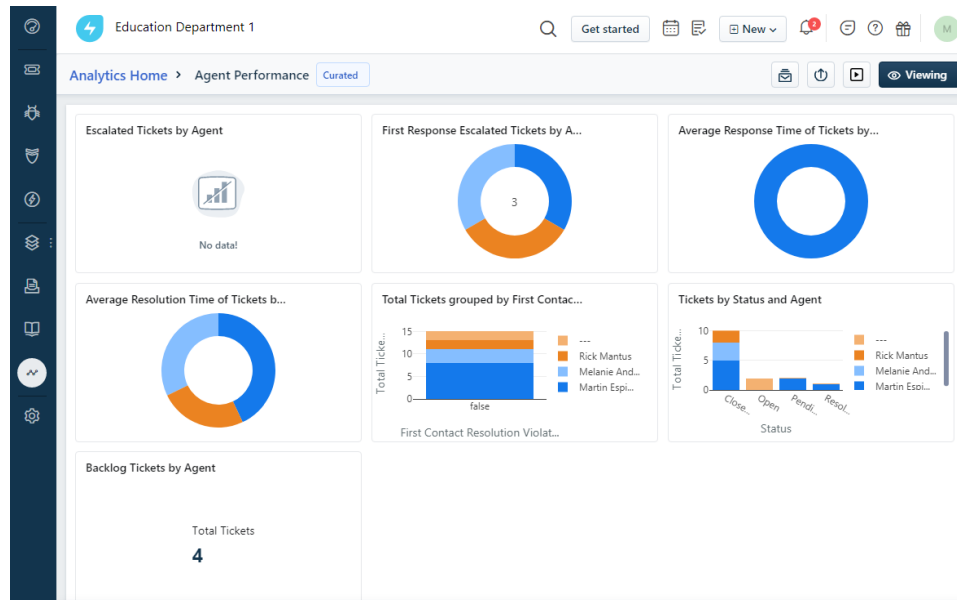 Education Department 1
Get started
New
2
M
Analytics Home > Agent Performance Curated
Viewing
Escalated Tickets by Agent
No data!
First Response Escalated Tickets by A...
3
Average Response Time of Tickets by...
Average Resolution Time of Tickets b...
Total Tickets grouped by First Contac...
Total Ticke...
15
10
5
0
false
First Contact Resolution Violat...
---
Rick Mantus
Melanie And...
Martin Espi...
Tickets by Status and Agent
Total Ticke...
10
5
0
Close...
Open
Pendi...
Resol...
Status
---
Rick Mantus
Melanie And...
Martin Espi...
Backlog Tickets by Agent
Total Tickets
4